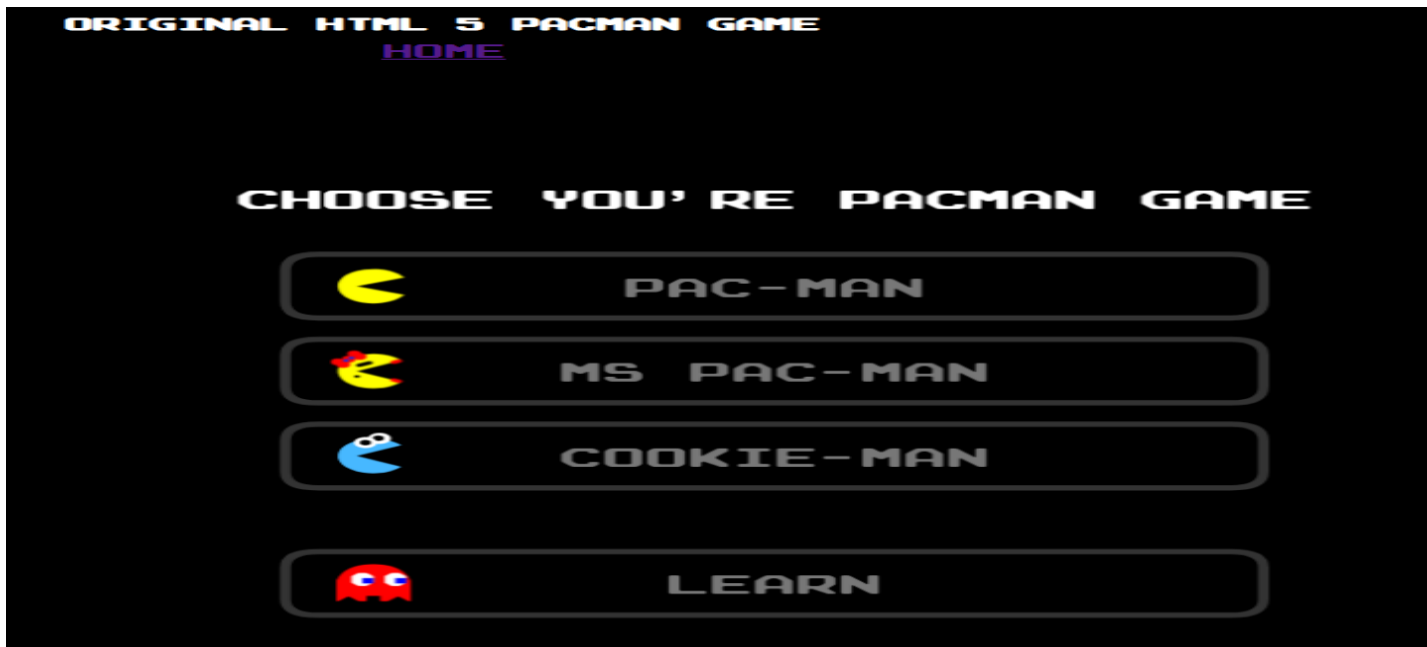 ORIGINAL HTML 5 PACMAN GAME
HOME
CHOOSE YOU'RE PACMAN GAME
PAC-MAN
MS PAC-MAN
COOKIE-MAN
LEARN